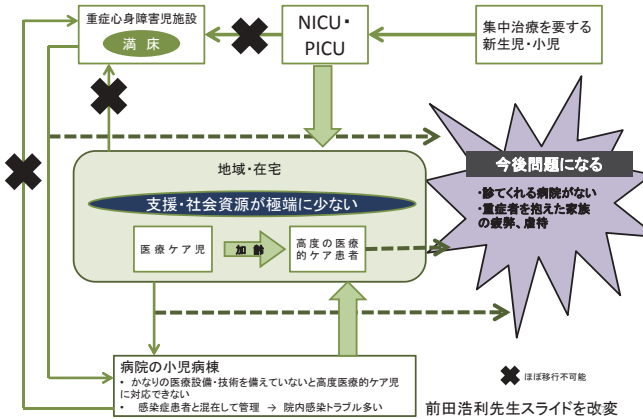 重症心身障害児施設
満床
NICU・
PICU
集中治療を要する
新生児・小児
地域・在宅
支援・社会資源が極端に少ない
医療ケア児
加齢
高度の医療
的ケア患者
今後問題になる
・診てくれる病院がない
・重症者を抱えた家族
の疲弊、虐待
病院の小児病棟
• かなりの医療設備・技術を備えていないと高度医療的ケア児
に対応できない
• 感染症患者と混在して管理 → 院内感染トラブル多い
ほぼ移行不可能
前田浩利先生スライドを改変